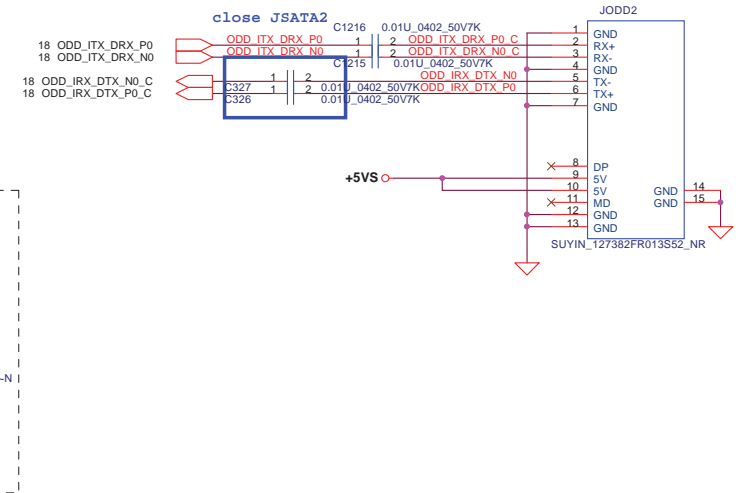 JODD2
close JSATA2
C1216 0.01U_0402_50V7K
18 ODD_ITX_DRX_P0 ODD_ITX_DRX_P0 1 2 ODD_ITX_DRX_P0_C 2 RX+
1 GND
18 ODD_ITX_DRX_N0 ODD_ITX_DRX_N0 1 2 ODD_ITX_DRX_N0_C 3 RX-
C1215 0.01U_0402_50V7K
4 GND
18 ODD_IRX_DTX_N0_C 1 2 ODD_IRX_DTX_N0 5 TX-
C327 0.01U_0402_50V7K
18 ODD_IRX_DTX_P0_C 1 2 ODD_IRX_DTX_P0 6 TX+
C326 0.01U_0402_50V7K
7 GND
8 DP
+5VS 9 5V
10 5V GND 14
11 MD GND 15
12 GND
13 GND
SUYIN_127382FR013S52_NR
~N